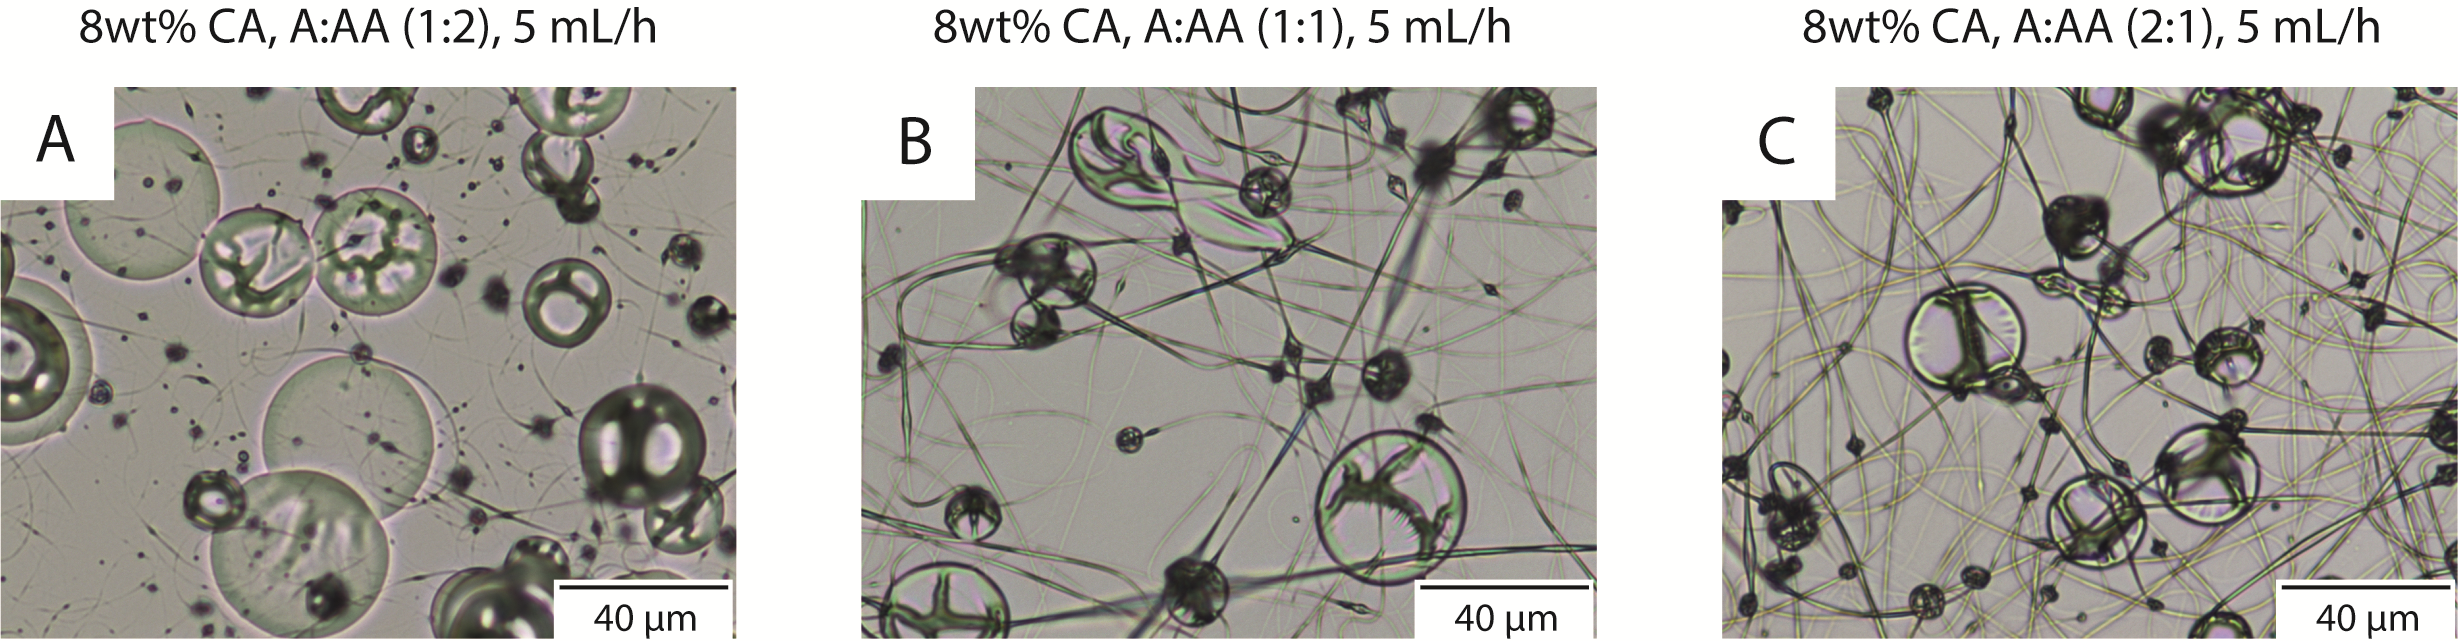 8wt% CA, A:AA (1:2), 5 mL/h
8wt% CA, A:AA (1:1), 5 mL/h
8wt% CA, A:AA (2:1), 5 mL/h
A
B
C
40 µm
40 µm
40 µm